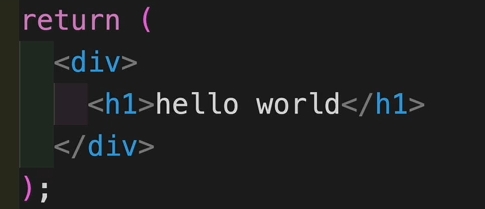 return (
  <div>
    <h1>hello world</h1>
  </div>
);